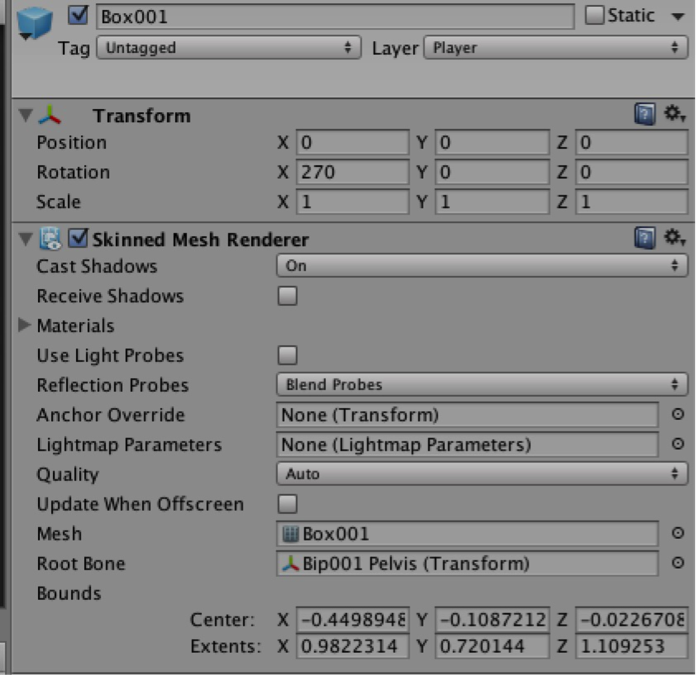 Box001 Static
Tag Untagged Layer Player
Transform
Position X 0 Y 0 Z 0
Rotation X 270 Y 0 Z 0
Scale X 1 Y 1 Z 1
Skinned Mesh Renderer
Cast Shadows On
Receive Shadows
Materials
Use Light Probes
Reflection Probes Blend Probes
Anchor Override None (Transform)
Lightmap Parameters None (Lightmap Parameters)
Quality Auto
Update When Offscreen
Mesh Box001
Root Bone Bip001 Pelvis (Transform)
Bounds
Center: X -0.4498948 Y -0.1087212 Z -0.0226708
Extents: X 0.9822314 Y 0.720144 Z 1.109253